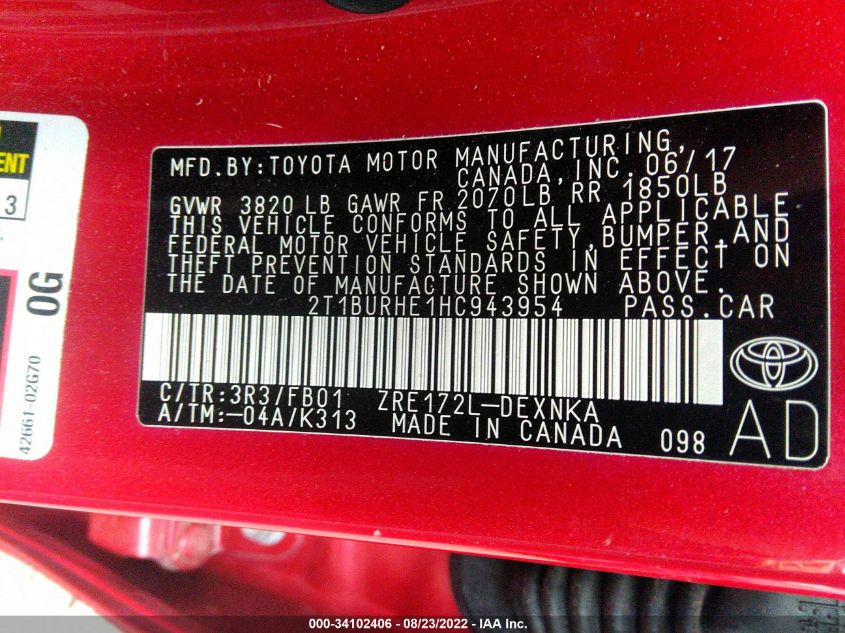 MFD.BY:TOYOTA MOTOR MANUFACTURING,
CANADA,INC.06/17
GVWR 3820LB GAWR FR 2070LB RR 1850LB
THIS VEHICLE CONFORMS TO ALL APPLICABLE
FEDERAL MOTOR VEHICLE SAFETY,BUMPER,AND
THEFT PREVENTION STANDARDS IN EFFECT ON
THE DATE OF MANUFACTURE SHOWN ABOVE.
2T1BURHE1HC943954 PASS.CAR
C/TR:3R3/FB01 ZRE172L-DEXNKA
A/TM:-04A/K313 MADE IN CANADA 098
AD
3
0G
42661-02G70
000-34102406 - 08/23/2022 - IAA Inc.